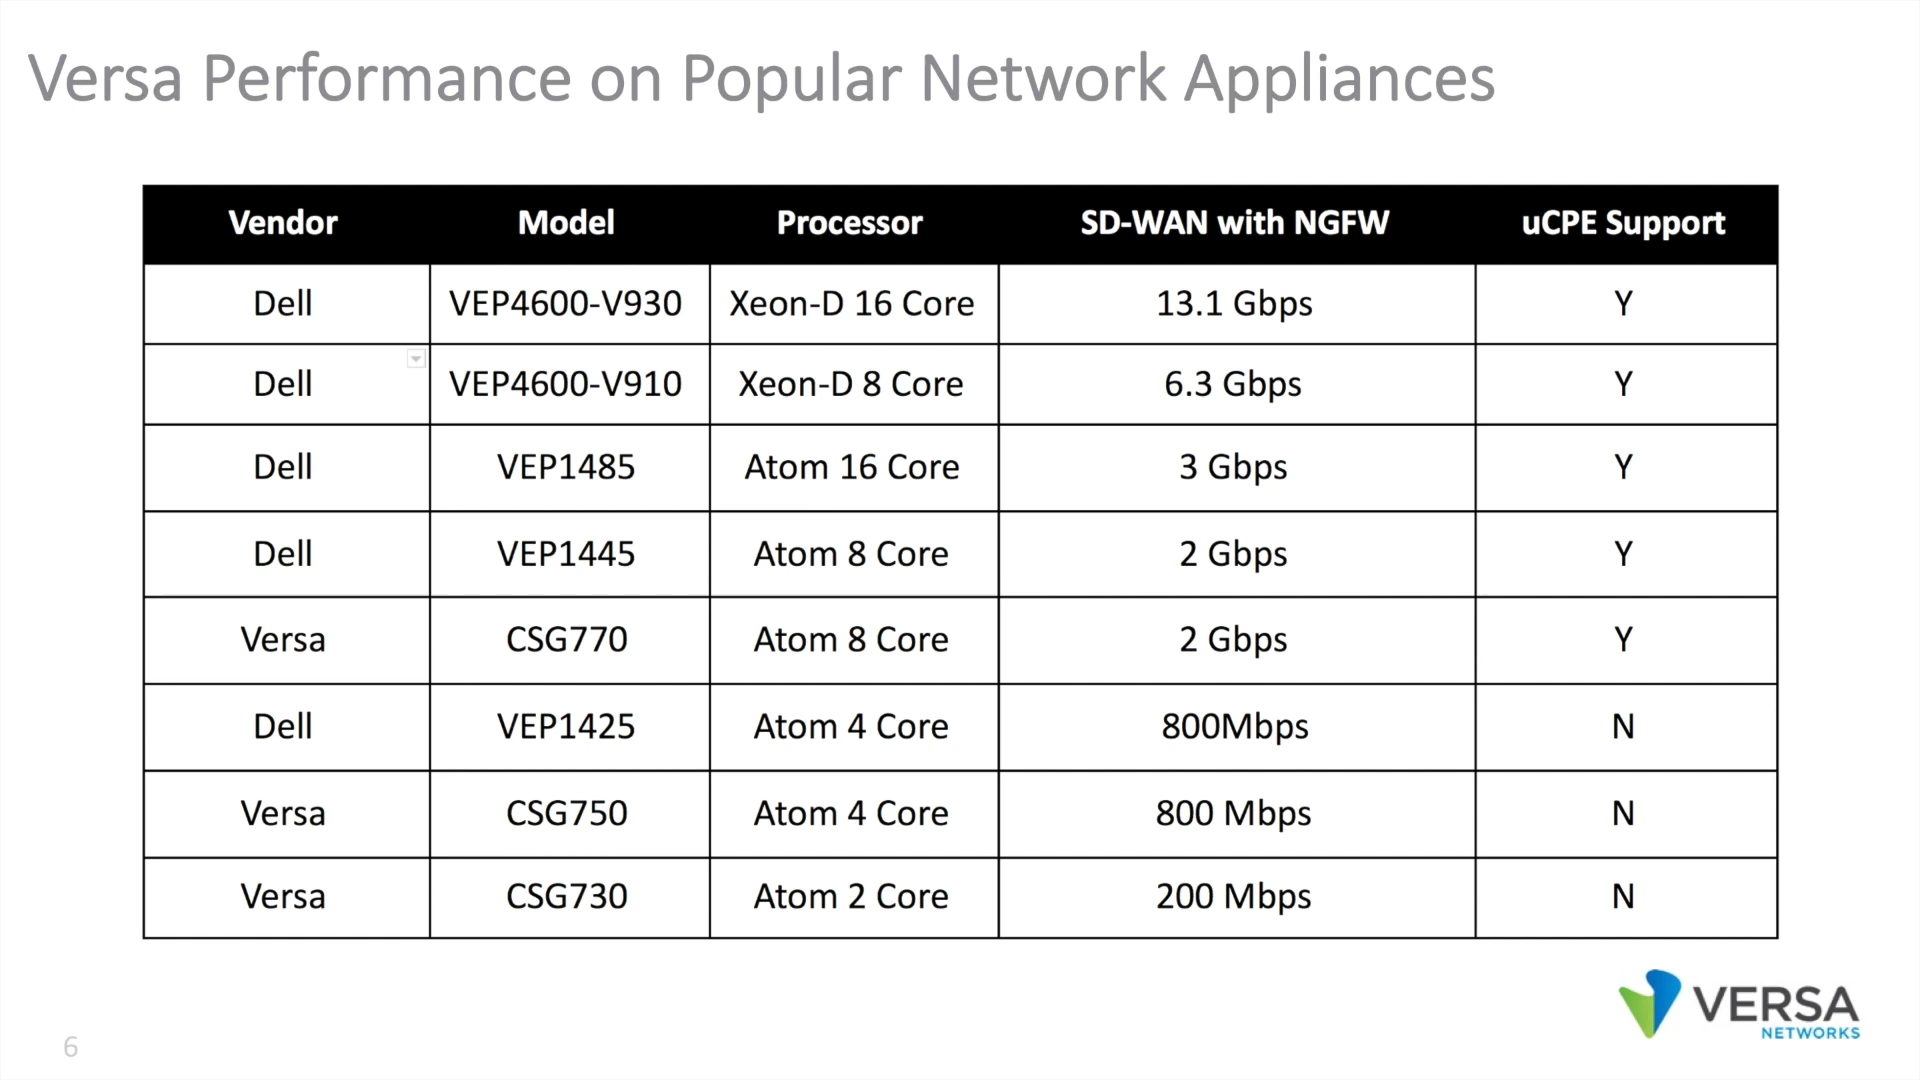 Versa Performance on Popular Network Appliances
Vendor Model Processor SD-WAN with NGFW uCPE Support
Dell VEP4600-V930 Xeon-D 16 Core 13.1 Gbps Y
Dell VEP4600-V910 Xeon-D 8 Core 6.3 Gbps Y
Dell VEP1485 Atom 16 Core 3 Gbps Y
Dell VEP1445 Atom 8 Core 2 Gbps Y
Versa CSG770 Atom 8 Core 2 Gbps Y
Dell VEP1425 Atom 4 Core 800Mbps N
Versa CSG750 Atom 4 Core 800 Mbps N
Versa CSG730 Atom 2 Core 200 Mbps N
VERSA
NETWORKS
6